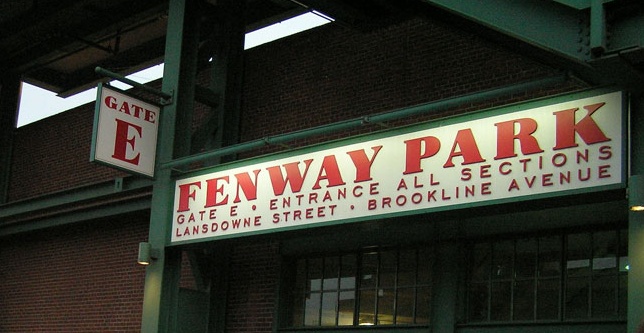 GATE
E
FENWAY PARK
GATE E • ENTRANCE ALL SECTIONS
LANSDOWNE STREET • BROOKLINE AVENUE